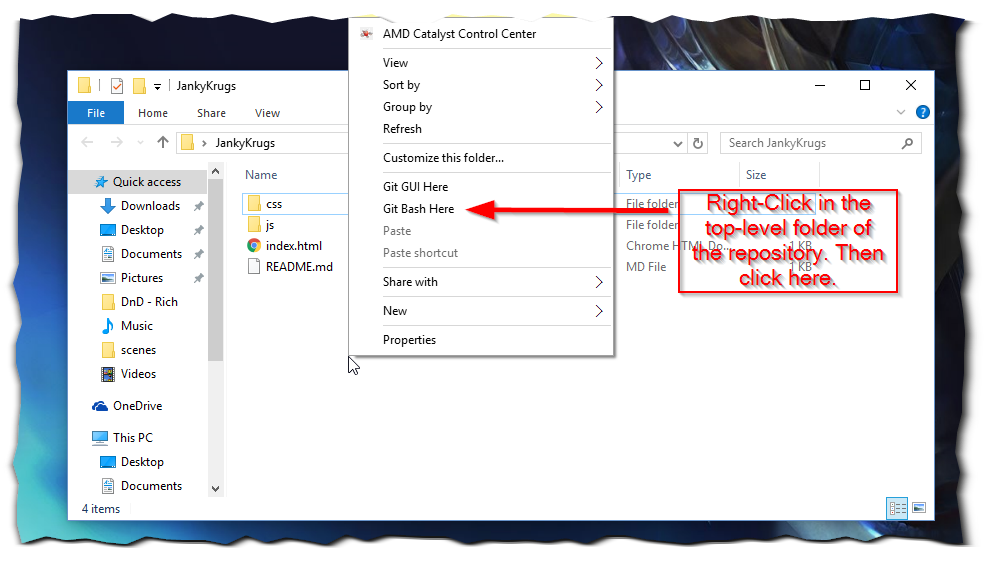 AMD Catalyst Control Center
JankyKrugs
View
File Home Share View
Sort by
Group by
Refresh
JankyKrugs
Search JankyKrugs
Customize this folder...
Quick access
Name
Type Size
Git GUI Here
Downloads
css
Git Bash Here
File folder
Right-Click in the
top-level folder of
the repository. Then
click here.
Desktop
js
Paste
File folder
Documents
index.html
Paste shortcut
Chrome HTML Do...
1 KB
Pictures
README.md
MD File
1 KB
Share with
DnD - Rich
Music
New
scenes
Properties
Videos
OneDrive
This PC
Desktop
Documents
4 items